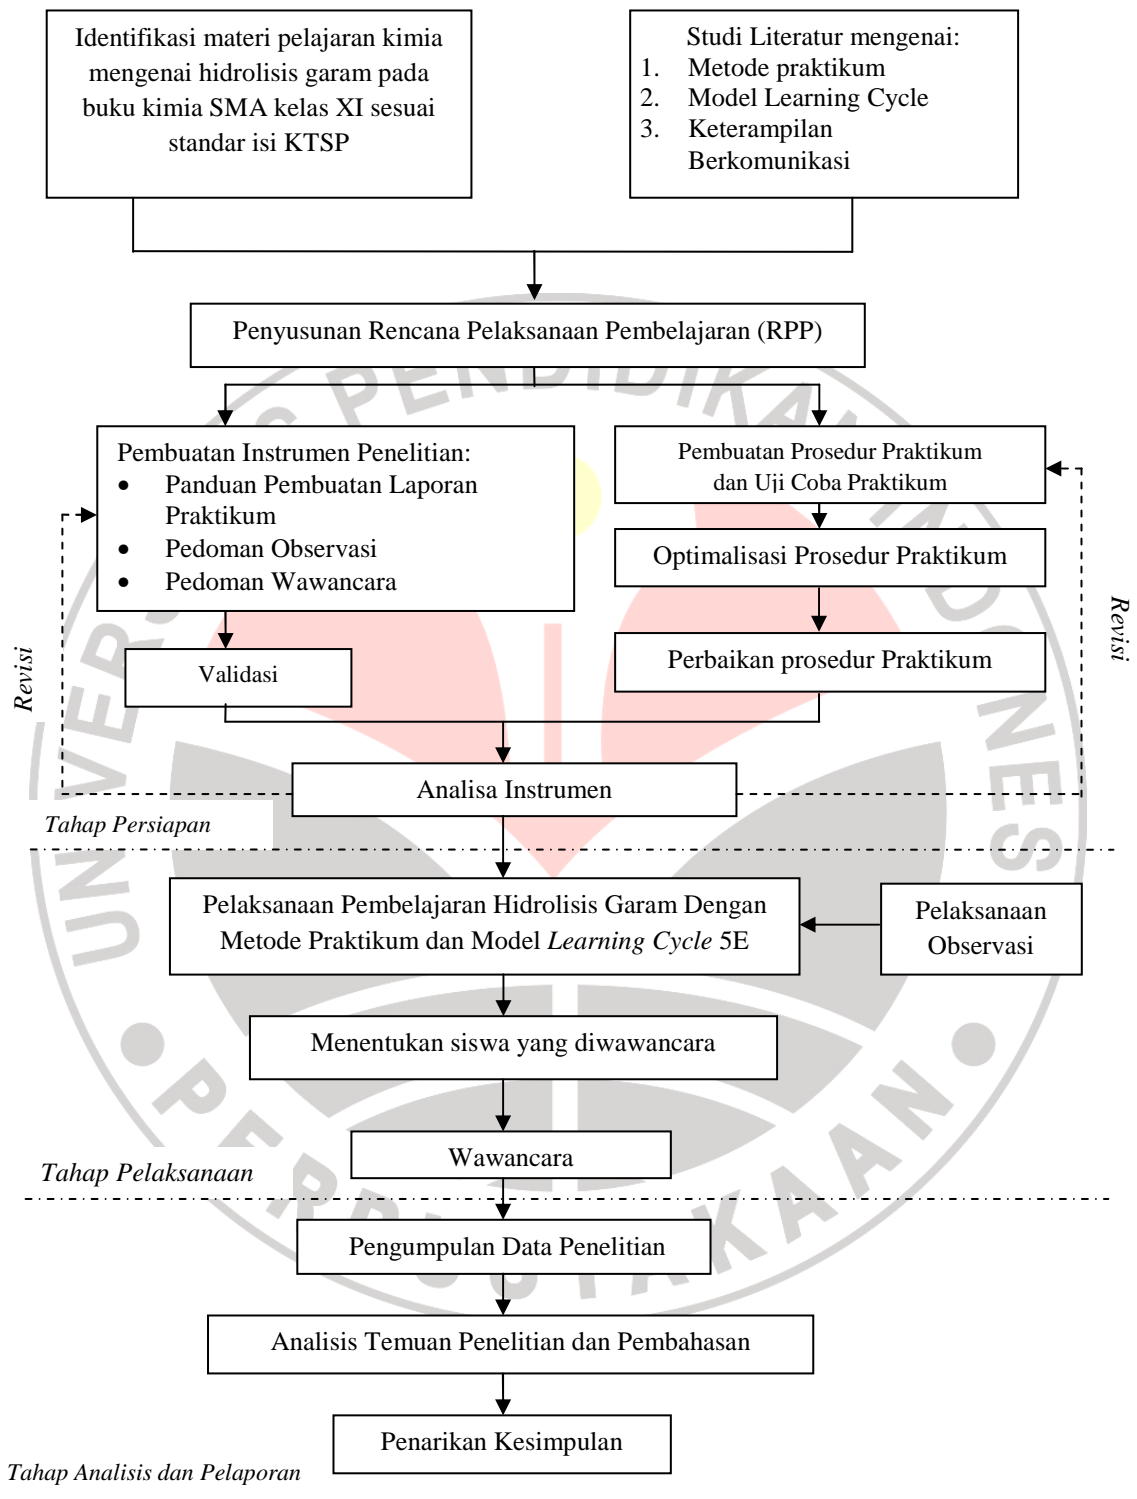 Identifikasi materi pelajaran kimia
mengenai hidrolisis garam pada
buku kimia SMA kelas XI sesuai
standar isi KTSP
Studi Literatur mengenai:
1. Metode praktikum
2. Model Learning Cycle
3. Keterampilan
Berkomunikasi
Penyusunan Rencana Pelaksanaan Pembelajaran (RPP)
Pembuatan Instrumen Penelitian:
• Panduan Pembuatan Laporan
Praktikum
• Pedoman Observasi
• Pedoman Wawancara
Pembuatan Prosedur Praktikum
dan Uji Coba Praktikum
Optimalisasi Prosedur Praktikum
Perbaikan prosedur Praktikum
Validasi
Revisi
Revisi
Analisa Instrumen
Tahap Persiapan
Pelaksanaan Pembelajaran Hidrolisis Garam Dengan
Metode Praktikum dan Model Learning Cycle 5E
Pelaksanaan
Observasi
Menentukan siswa yang diwawancara
Wawancara
Tahap Pelaksanaan
Pengumpulan Data Penelitian
Analisis Temuan Penelitian dan Pembahasan
Penarikan Kesimpulan
Tahap Analisis dan Pelaporan